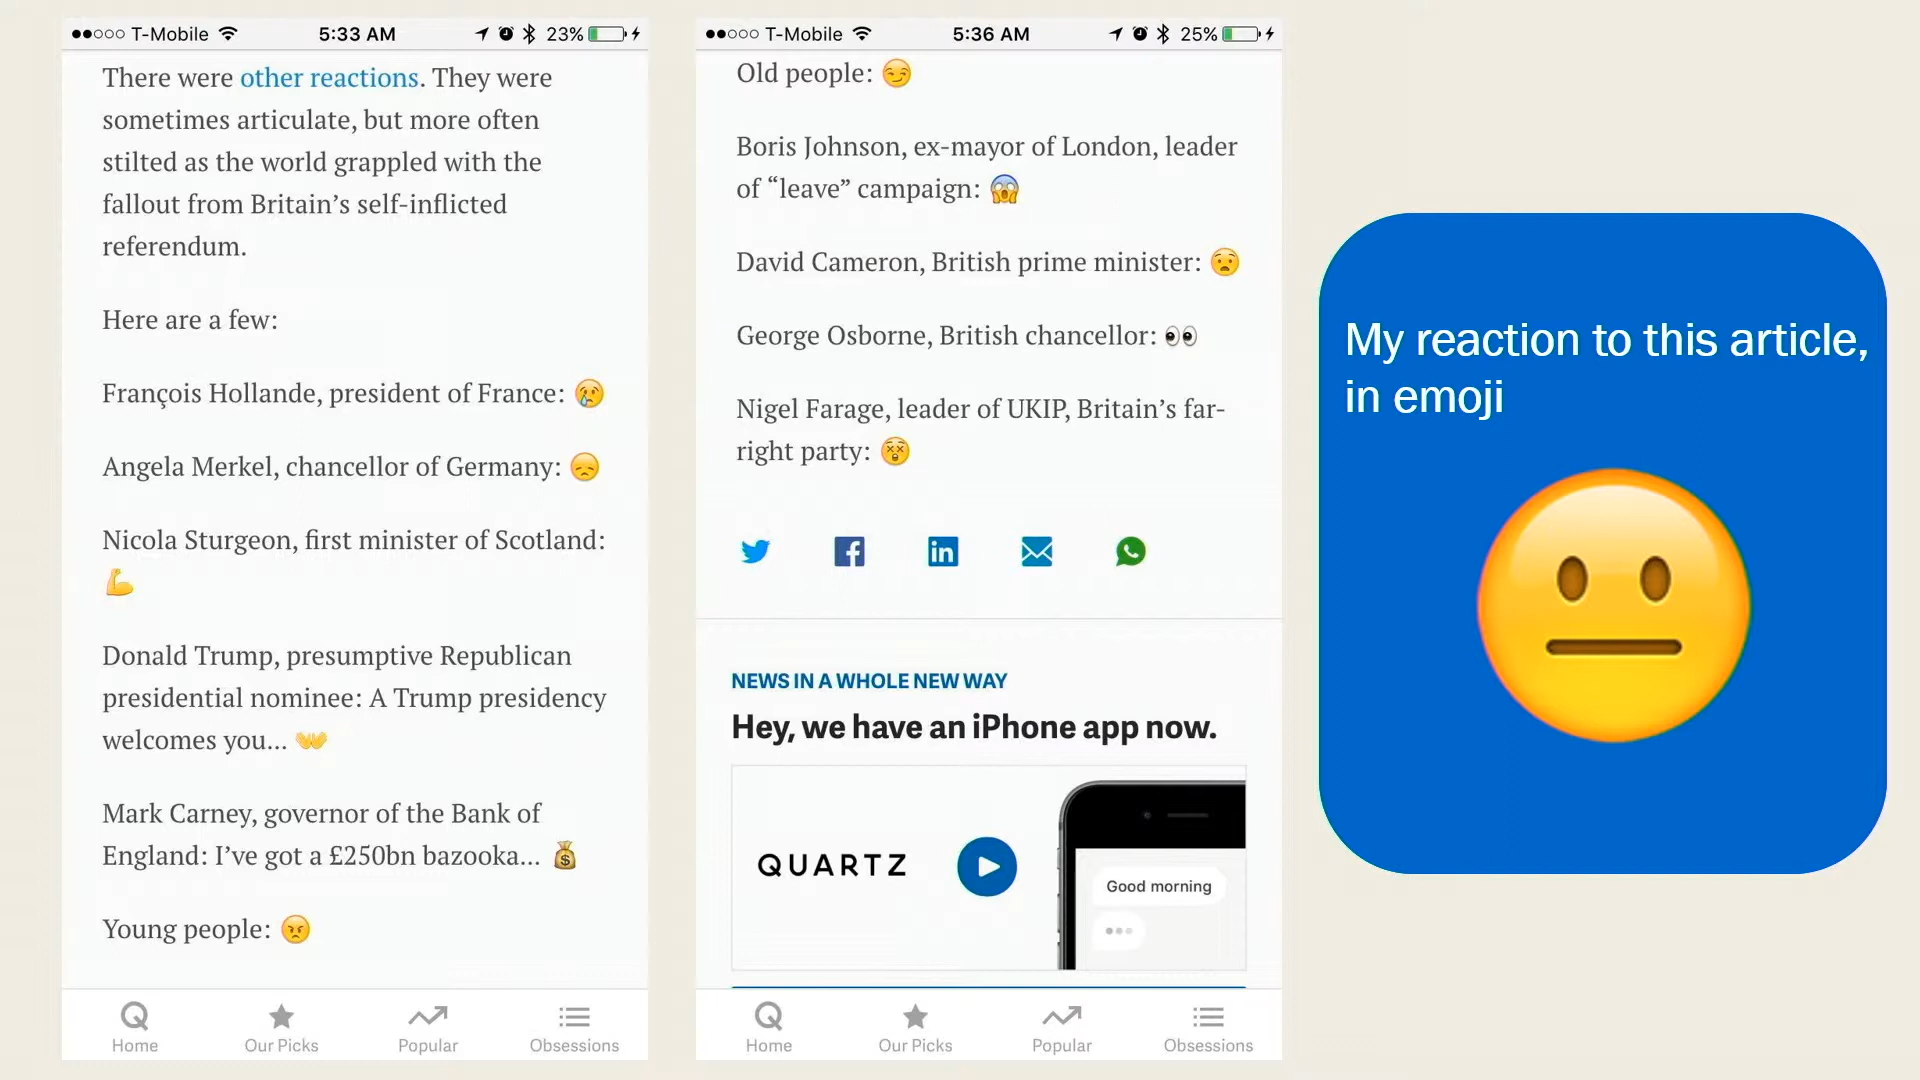 ●●○○○ T-Mobile 5:33 AM 23%
There were other reactions. They were
sometimes articulate, but more often
stilted as the world grappled with the
fallout from Britain’s self-inflicted
referendum.
Here are a few:
François Hollande, president of France: 😢
Angela Merkel, chancellor of Germany: 😞
Nicola Sturgeon, first minister of Scotland:
💪
Donald Trump, presumptive Republican
presidential nominee: A Trump presidency
welcomes you... 👐
Mark Carney, governor of the Bank of
England: I’ve got a £250bn bazooka... 💰
Young people: 😠
Home Our Picks Popular Obsessions
●●○○○ T-Mobile 5:36 AM 25%
Old people: 😏
Boris Johnson, ex-mayor of London, leader
of “leave” campaign: 😱
David Cameron, British prime minister: 😧
George Osborne, British chancellor: 👀
Nigel Farage, leader of UKIP, Britain’s far-
right party: 😵
NEWS IN A WHOLE NEW WAY
Hey, we have an iPhone app now.
QUARTZ
Good morning
Home Our Picks Popular Obsessions
My reaction to this article,
in emoji